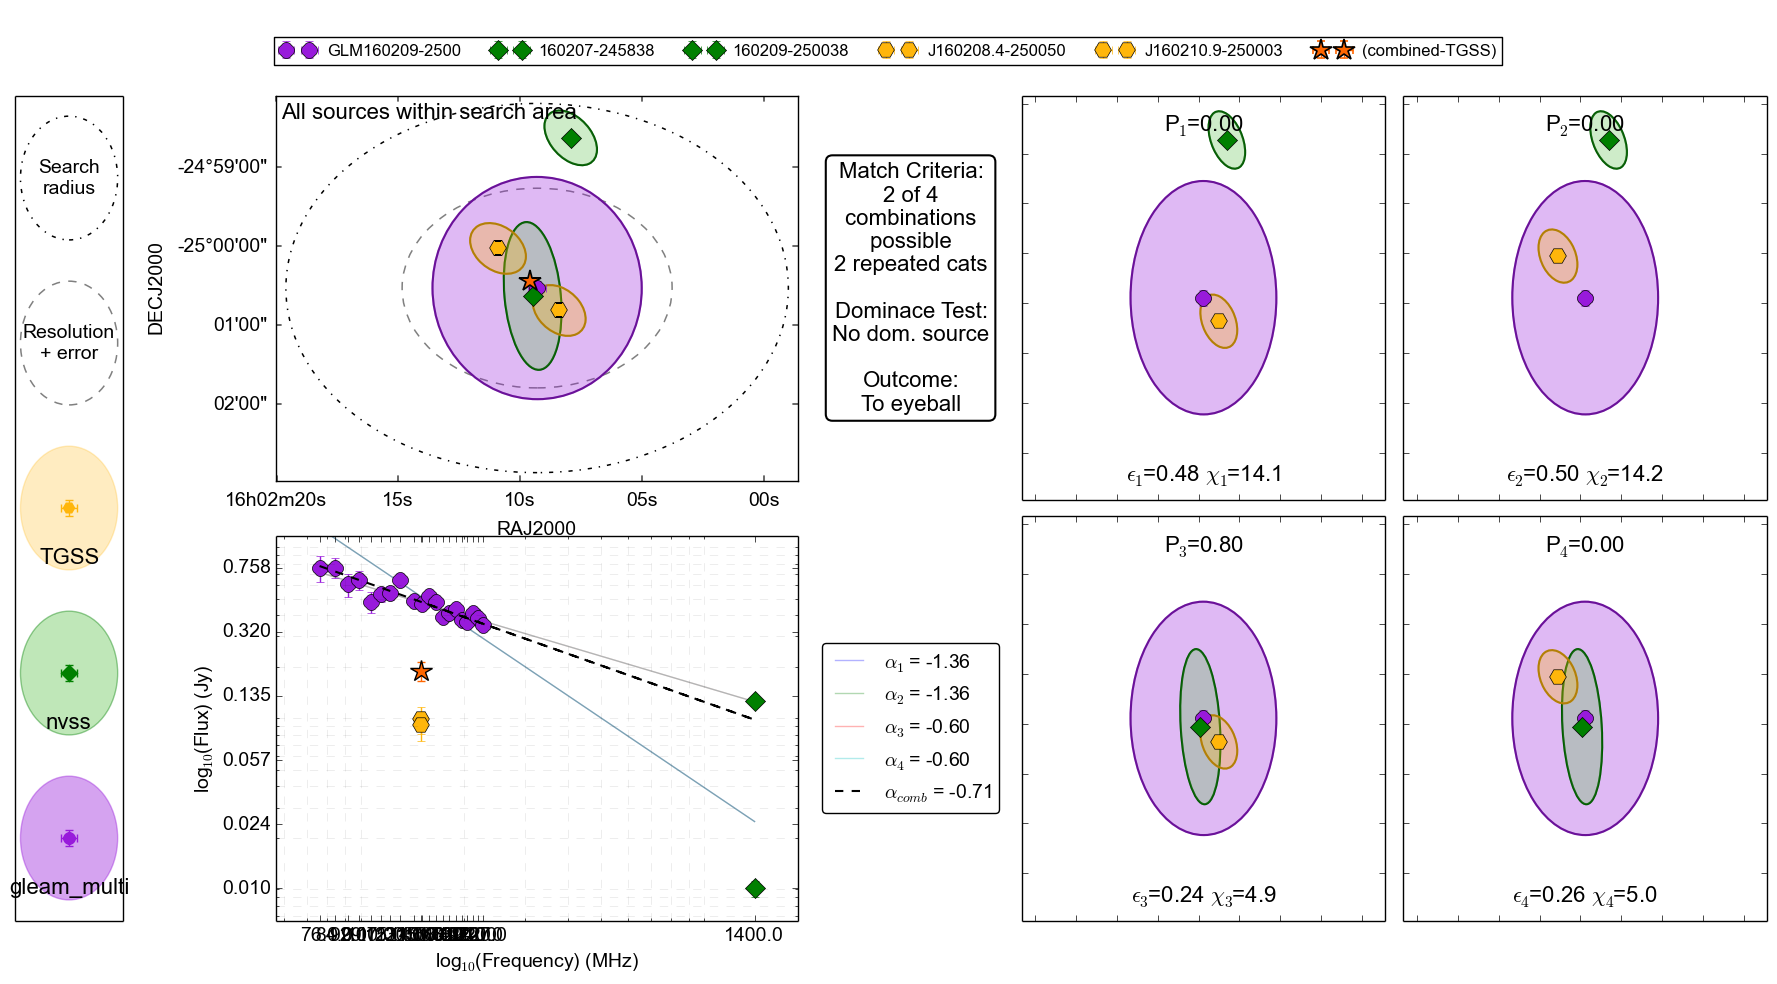 GLM160209-2500 160207-245838 160209-250038 J160208.4-250050 J160210.9-250003 (combined-TGSS)
Search
radius
Resolution
+ error
TGSS
nvss
gleam_multi
All sources within search area
DECJ2000
-24°59'00"
-25°00'00"
01'00"
02'00"
16h02m20s 15s 10s 05s 00s
RAJ2000
Match Criteria:
2 of 4
combinations
possible
2 repeated cats
Dominace Test:
No dom. source
Outcome:
To eyeball
P1=0.00
ϵ1=0.48 χ1=14.1
P2=0.00
ϵ2=0.50 χ2=14.2
log10(Flux) (Jy)
0.758
0.320
0.135
0.057
0.024
0.010
1400.0
log10(Frequency) (MHz)
α1 = -1.36
α2 = -1.36
α3 = -0.60
α4 = -0.60
αcomb = -0.71
P3=0.80
ϵ3=0.24 χ3=4.9
P4=0.00
ϵ4=0.26 χ4=5.0